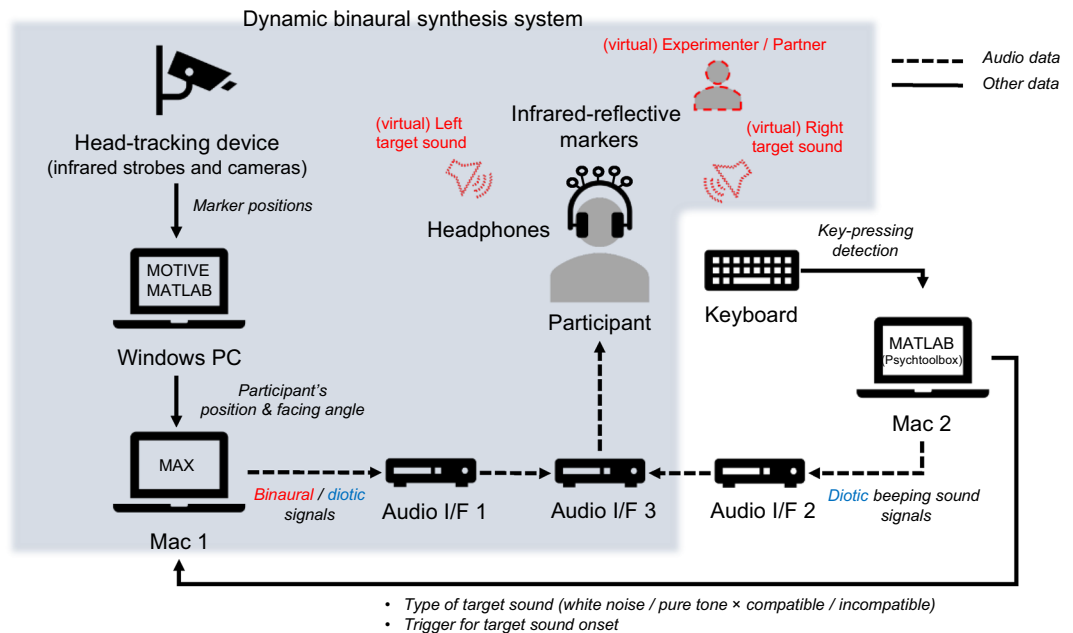 Dynamic binaural synthesis system
(virtual) Experimenter / Partner
Audio data
Other data
Head-tracking device
(infrared strobes and cameras)
(virtual) Left
target sound
Infrared-reflective
markers
(virtual) Right
target sound
Marker positions
Headphones
Key-pressing
detection
MOTIVE
MATLAB
Participant
Keyboard
MATLAB
(Psychtoolbox)
Windows PC
Participant's
position & facing angle
Mac 2
MAX
Binaural / diotic
signals
Audio I/F 1
Audio I/F 3
Audio I/F 2
Diotic beeping sound
signals
Mac 1
• Type of target sound (white noise / pure tone × compatible / incompatible)
• Trigger for target sound onset